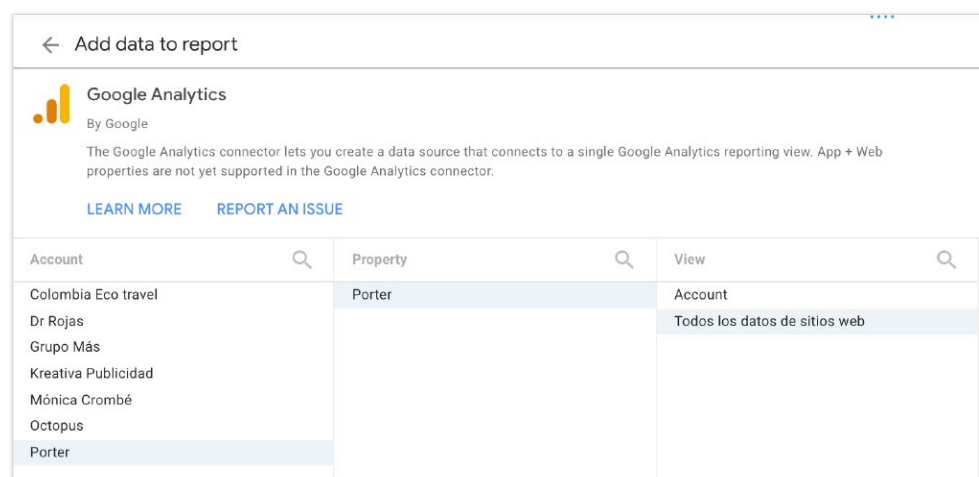 Add data to report
Google Analytics
By Google
The Google Analytics connector lets you create a data source that connects to a single Google Analytics reporting view. App + Web
properties are not yet supported in the Google Analytics connector.
LEARN MORE REPORT AN ISSUE
Account Property View
Colombia Eco travel Porter Account
Dr Rojas Todos los datos de sitios web
Grupo Más
Kreativa Publicidad
Mónica Crombé
Octopus
Porter